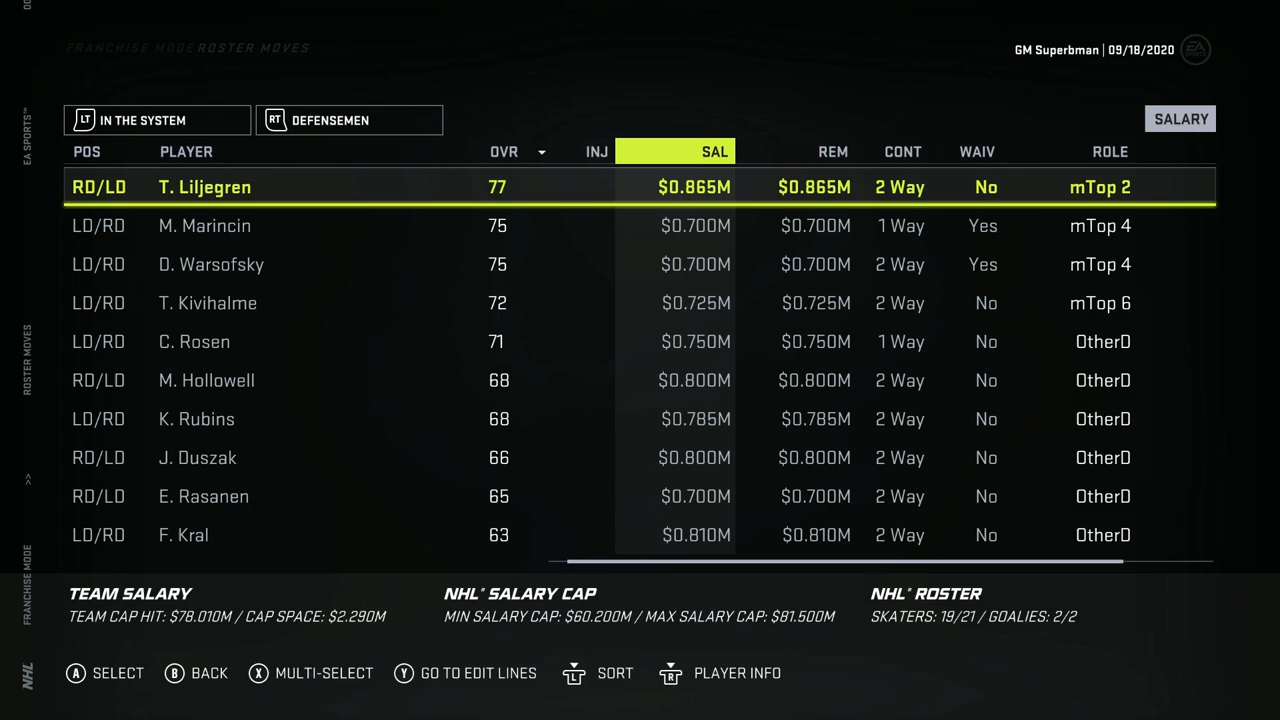 FRANCHISE MODE ROSTER MOVES
GM Superbman | 09/18/2020
EA SPORTS
LT IN THE SYSTEM
RT DEFENSEMEN
SALARY
POS PLAYER OVR INJ SAL REM CONT WAIV ROLE
RD/LD T. Liljegren 77 $0.865M $0.865M 2 Way No mTop 2
LD/RD M. Marincin 75 $0.700M $0.700M 1 Way Yes mTop 4
LD/RD D. Warsofsky 75 $0.700M $0.700M 2 Way Yes mTop 4
LD/RD T. Kivihalme 72 $0.725M $0.725M 2 Way No mTop 6
LD/RD C. Rosen 71 $0.750M $0.750M 1 Way No OtherD
RD/LD M. Hollowell 68 $0.800M $0.800M 2 Way No OtherD
LD/RD K. Rubins 68 $0.785M $0.785M 2 Way No OtherD
RD/LD J. Duszak 66 $0.800M $0.800M 2 Way No OtherD
RD/LD E. Rasanen 65 $0.700M $0.700M 2 Way No OtherD
LD/RD F. Kral 63 $0.810M $0.810M 2 Way No OtherD
TEAM SALARY
TEAM CAP HIT: $78.010M / CAP SPACE: $2.290M
NHL® SALARY CAP
MIN SALARY CAP: $60.200M / MAX SALARY CAP: $81.500M
NHL® ROSTER
SKATERS: 19/21 / GOALIES: 2/2
A SELECT B BACK X MULTI-SELECT Y GO TO EDIT LINES L SORT R PLAYER INFO
NHL FRANCHISE MODE >> ROSTER MOVES EA SPORTS™